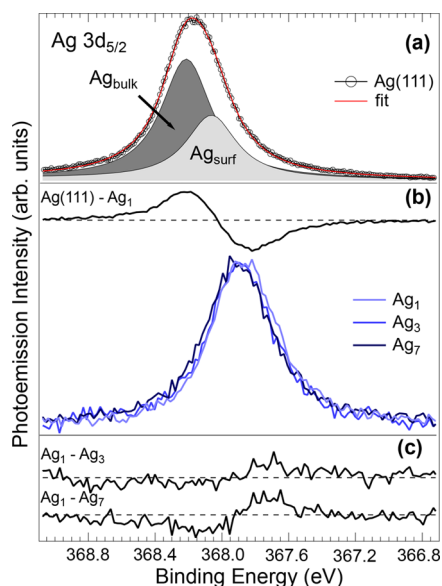 Ag 3d5/2
(a)
Ag(111)
fit
Agbulk
Agsurf
Photoemission Intensity (arb. units)
(b)
Ag(111) - Ag1
Ag1
Ag3
Ag7
(c)
Ag1 - Ag3
Ag1 - Ag7
368.8 368.4 368.0 367.6 367.2 366.8
Binding Energy (eV)